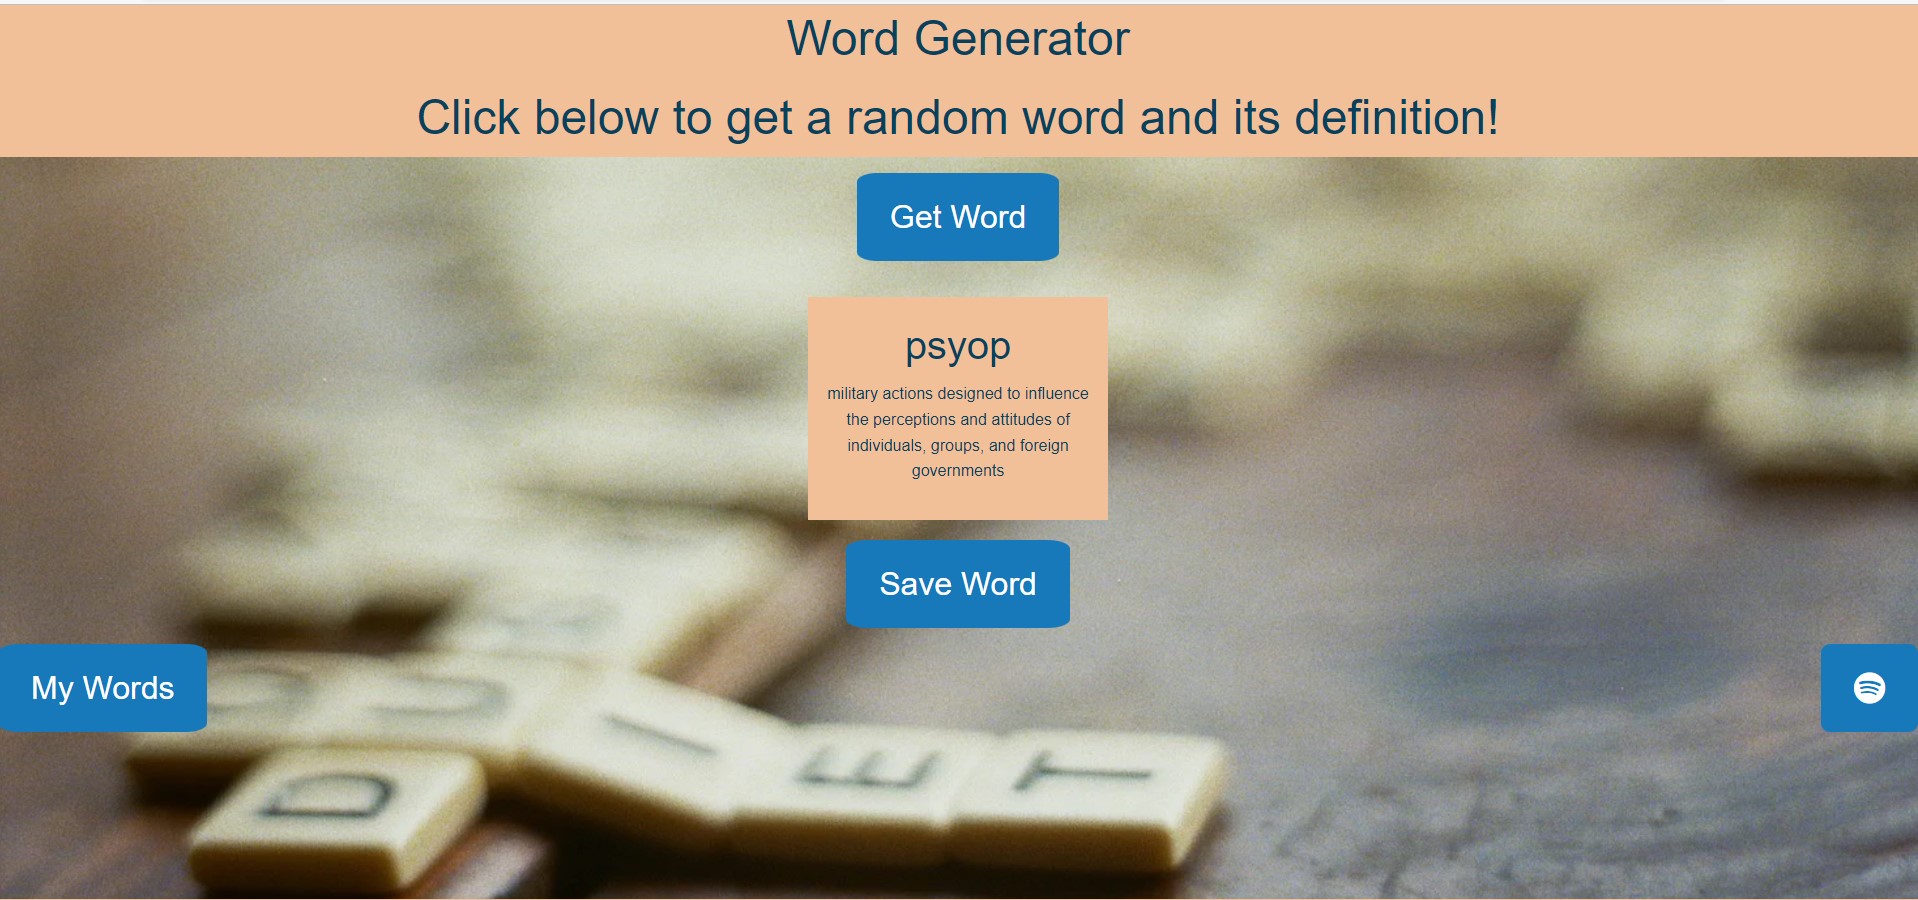 Word Generator
Click below to get a random word and its definition!
Get Word
psyop
military actions designed to influence
the perceptions and attitudes of
individuals, groups, and foreign
governments
Save Word
My Words
QUIET
D